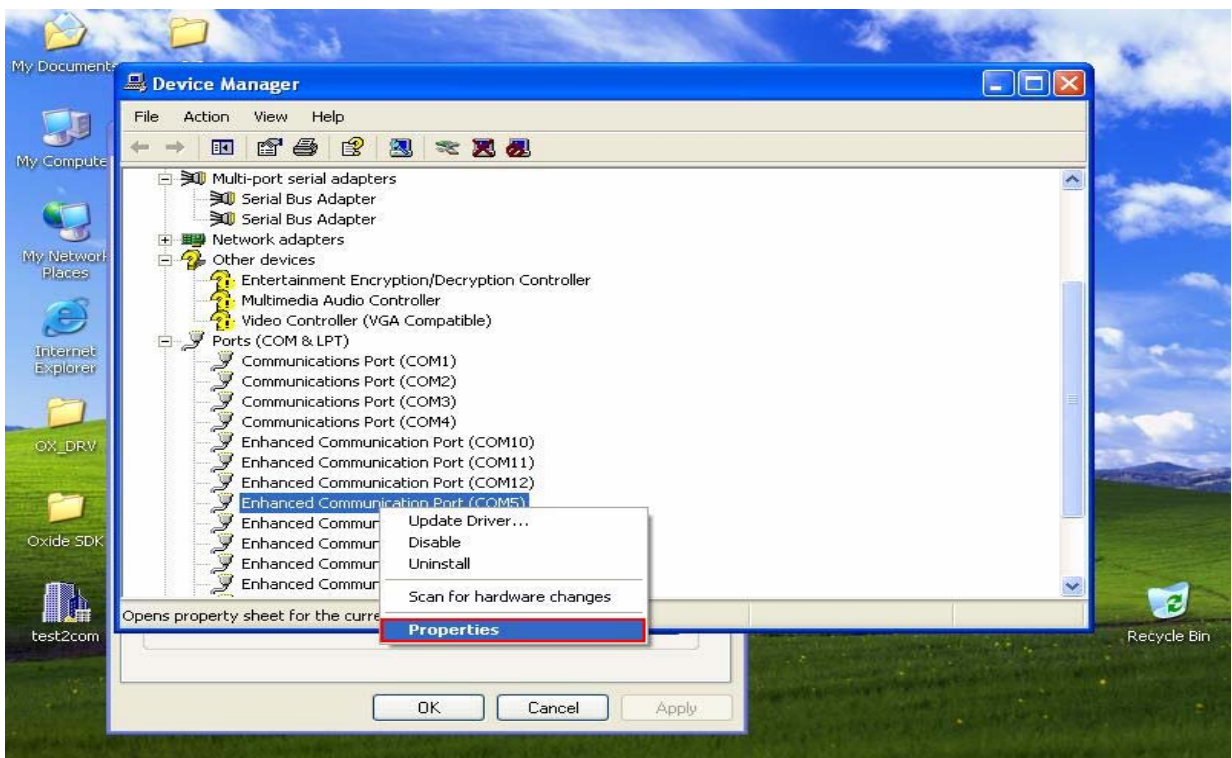 My Document
Device Manager
File Action View Help
My Compute
Multi-port serial adapters
Serial Bus Adapter
Serial Bus Adapter
Network adapters
My Network
Places
Other devices
Entertainment Encryption/Decryption Controller
Multimedia Audio Controller
Video Controller (VGA Compatible)
Ports (COM & LPT)
Internet
Explorer
Communications Port (COM1)
Communications Port (COM2)
Communications Port (COM3)
Communications Port (COM4)
OX_DRV
Enhanced Communication Port (COM10)
Enhanced Communication Port (COM11)
Enhanced Communication Port (COM12)
Enhanced Communication Port (COM5)
Enhanced Commun
Enhanced Commun
Enhanced Commun
Enhanced Commun
Oxide SDK
Update Driver...
Disable
Uninstall
Scan for hardware changes
Properties
Opens property sheet for the curre
test2com
Recycle Bin
OK Cancel Apply